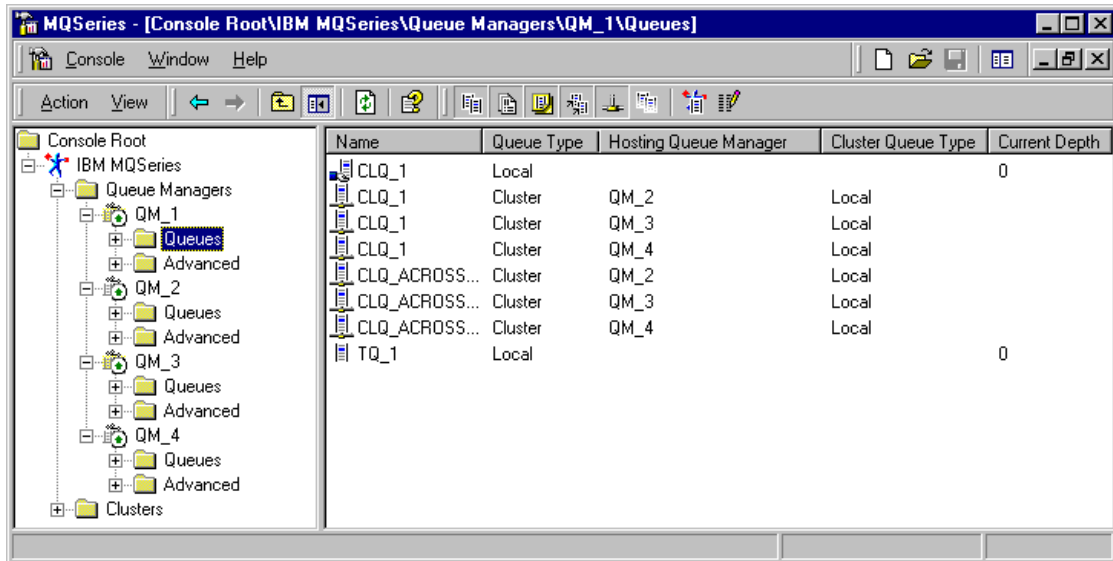 MQSeries - [Console Root\IBM MQSeries\Queue Managers\QM_1\Queues]
Console Window Help
Action View
Console Root
IBM MQSeries
Queue Managers
QM_1
Queues
Advanced
QM_2
Queues
Advanced
QM_3
Queues
Advanced
QM_4
Queues
Advanced
Clusters
Name Queue Type Hosting Queue Manager Cluster Queue Type Current Depth
CLQ_1 Local 0
CLQ_1 Cluster QM_2 Local
CLQ_1 Cluster QM_3 Local
CLQ_1 Cluster QM_4 Local
CLQ_ACROSS... Cluster QM_2 Local
CLQ_ACROSS... Cluster QM_3 Local
CLQ_ACROSS... Cluster QM_4 Local
TQ_1 Local 0